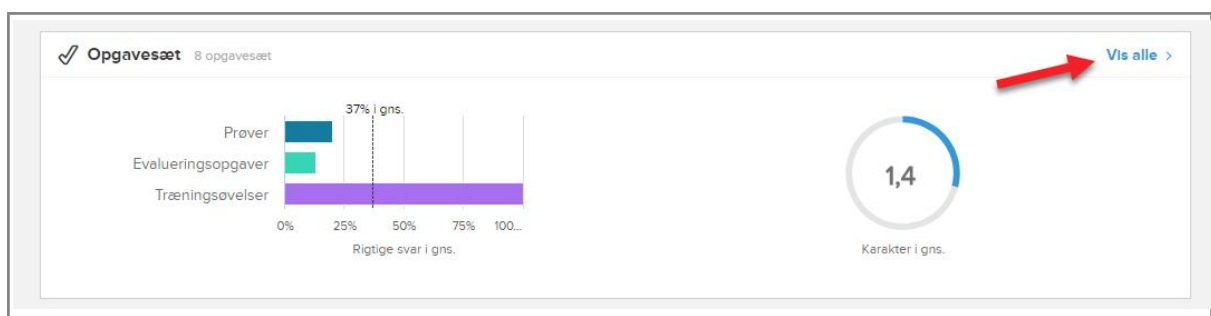 Opgavesæt 8 opgavesæt
Vis alle >
37% i gns.
Prøver
Evalueringsopgaver
Træningsøvelser
0% 25% 50% 75% 100...
Rigtige svar i gns.
1,4
Karakter i gns.